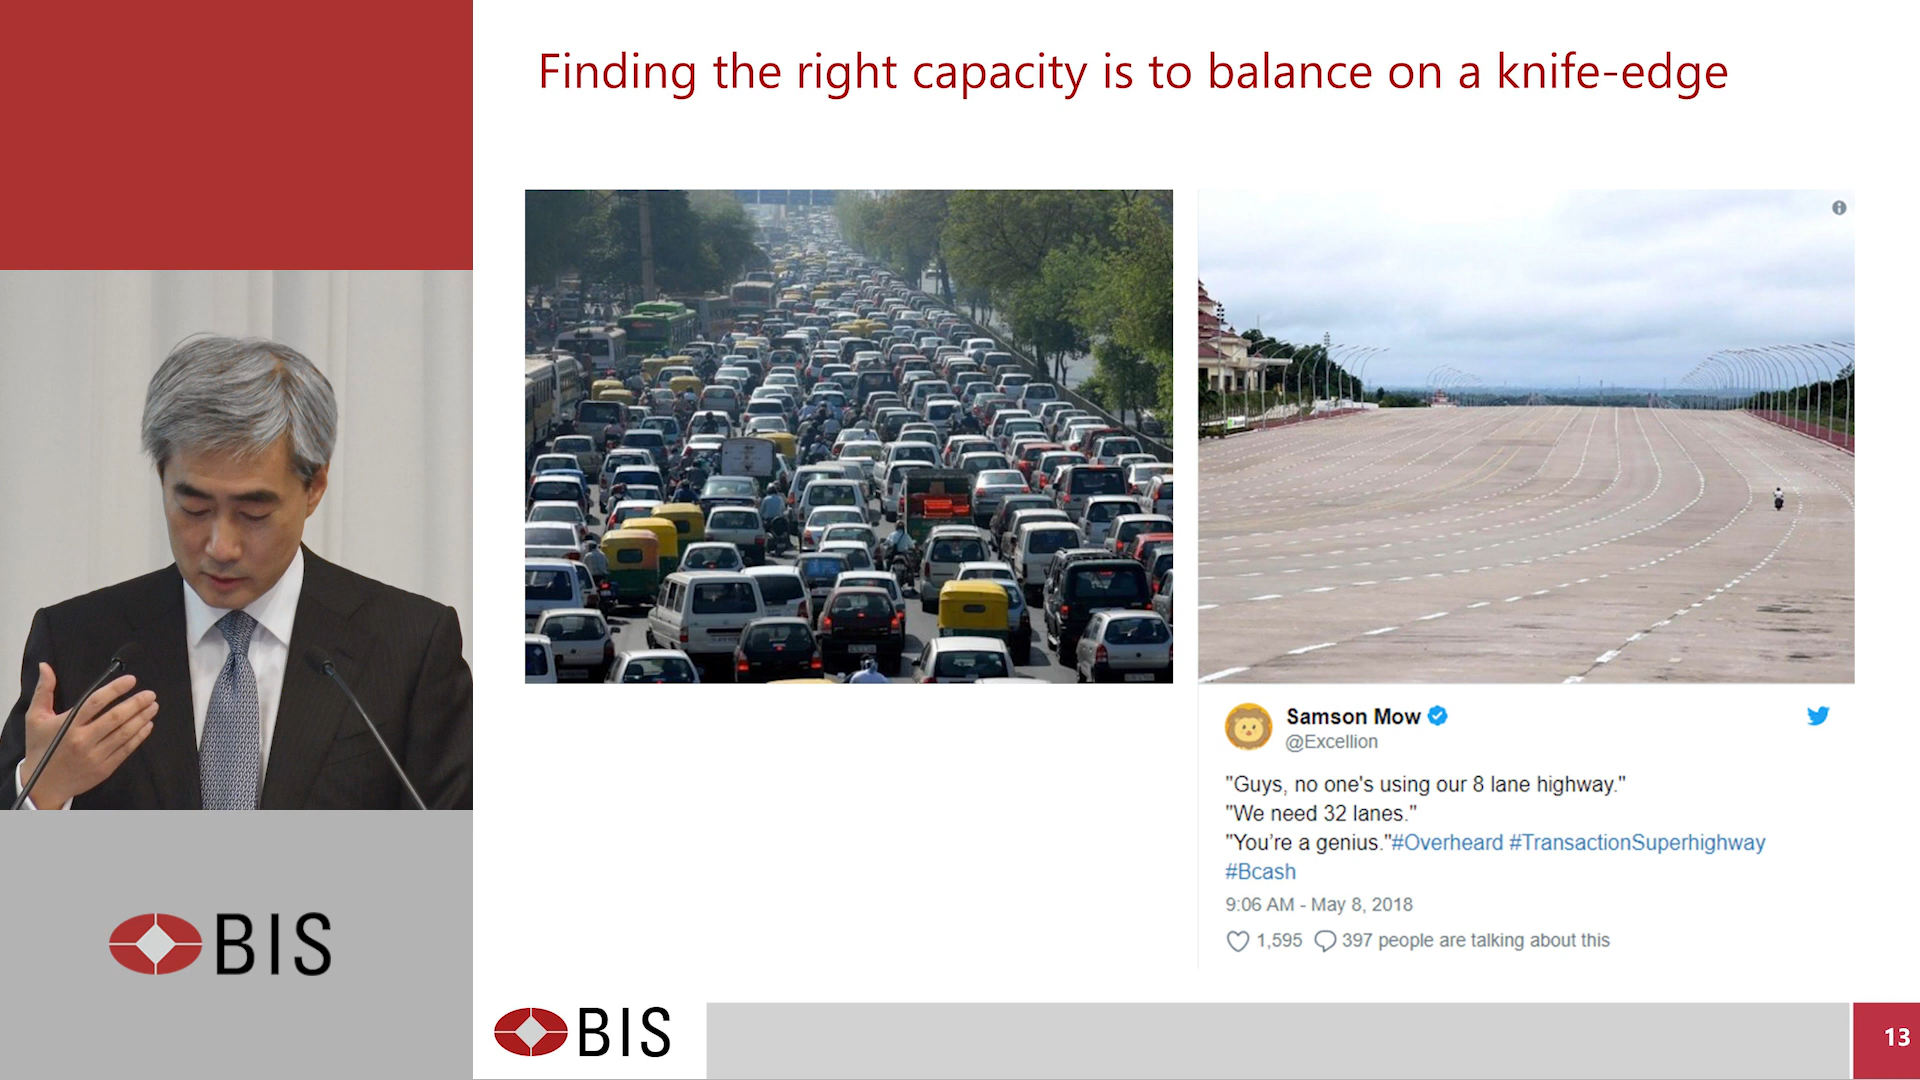 Finding the right capacity is to balance on a knife-edge
Samson Mow
@Excellion
"Guys, no one's using our 8 lane highway."
"We need 32 lanes."
"You're a genius."#Overheard #TransactionSuperhighway
#Bcash
9:06 AM - May 8, 2018
1,595 397 people are talking about this
BIS
BIS
13